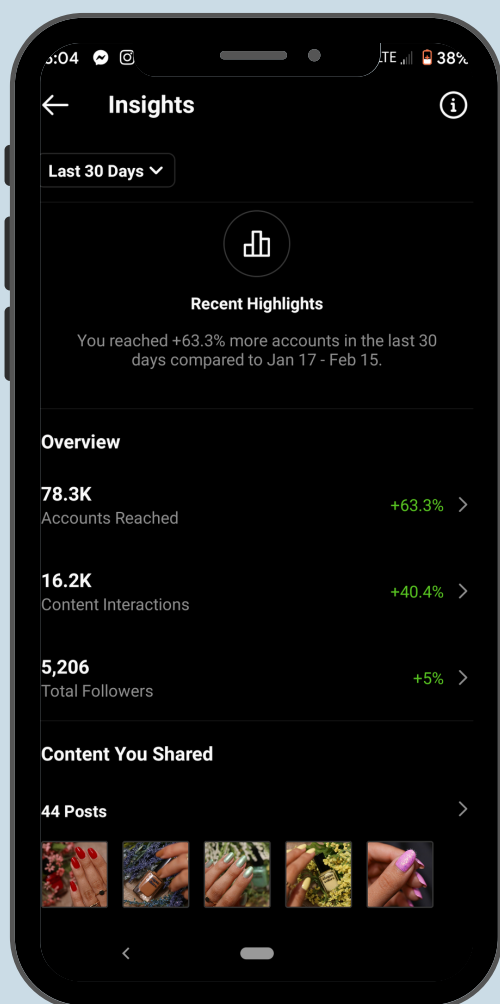 :04
LTE 38%
Insights
Last 30 Days
Recent Highlights
You reached +63.3% more accounts in the last 30
days compared to Jan 17 - Feb 15.
Overview
78.3K
Accounts Reached
+63.3%
16.2K
Content Interactions
+40.4%
5,206
Total Followers
+5%
Content You Shared
44 Posts